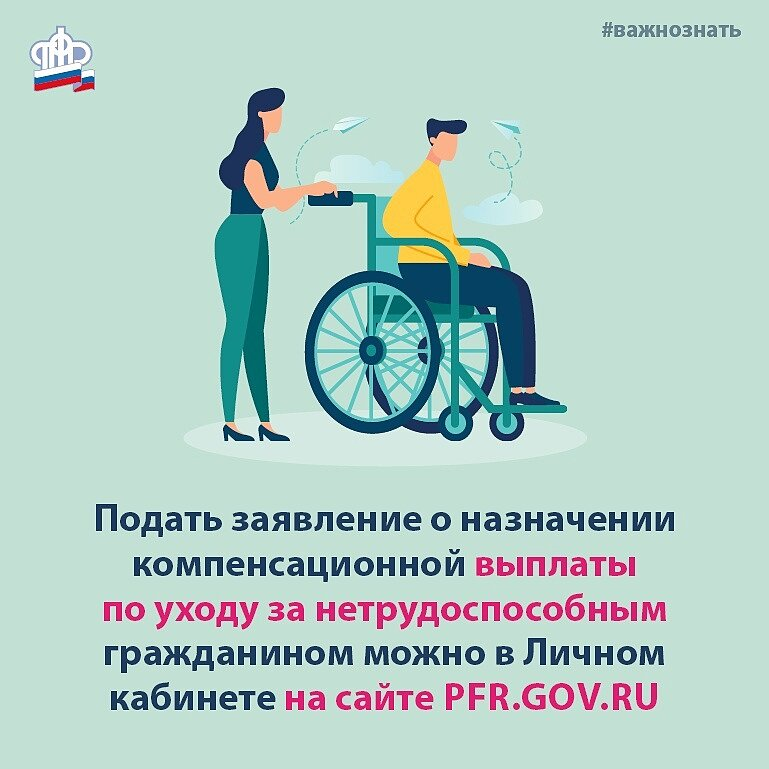 #важнознать
ПФР
Подать заявление о назначении
компенсационной выплаты
по уходу за нетрудоспособным
гражданином можно в Личном
кабинете на сайте PFR.GOV.RU